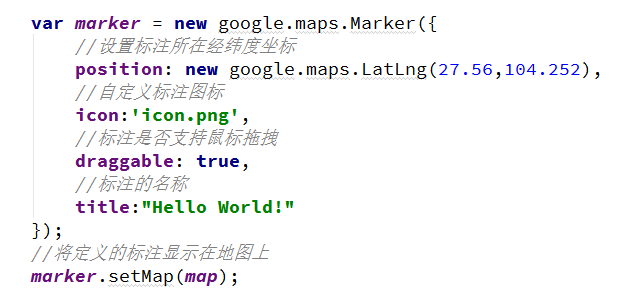 var marker = new google.maps.Marker({
    //设置标注所在经纬度坐标
    position: new google.maps.LatLng(27.56,104.252),
    //自定义标注图标
    icon:'icon.png',
    //标注是否支持鼠标拖拽
    draggable: true,
    //标注的名称
    title:"Hello World!"
});
//将定义的标注显示在地图上
marker.setMap(map);